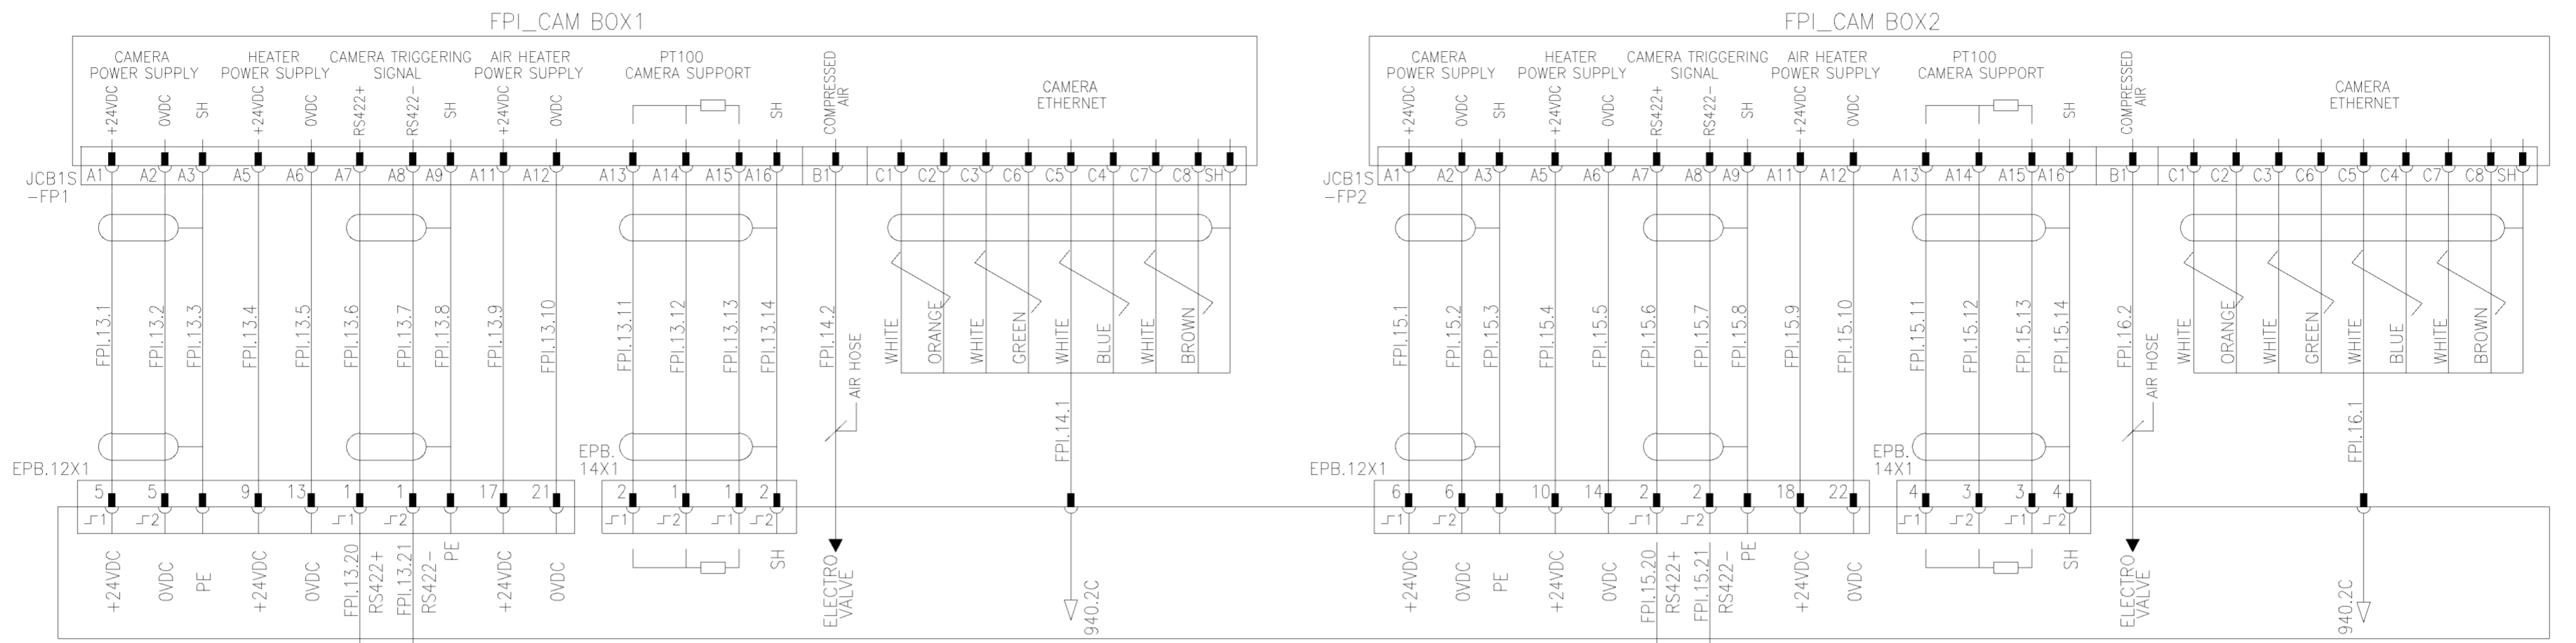 FPI_CAM BOX1
CAMERA
POWER SUPPLY
HEATER
POWER SUPPLY
CAMERA TRIGGERING
SIGNAL
AIR HEATER
POWER SUPPLY
PT100
CAMERA SUPPORT
COMPRESSED
AIR
CAMERA
ETHERNET
+24VDC
0VDC
SH
+24VDC
0VDC
RS422+
RS422-
SH
+24VDC
0VDC
SH
JCB1S
-FP1
A1 A2 A3 A5 A6 A7 A8 A9 A11 A12 A13 A14 A15 A16 B1 C1 C2 C3 C6 C5 C4 C7 C8 SH
FPI.13.1
FPI.13.2
FPI.13.3
FPI.13.4
FPI.13.5
FPI.13.6
FPI.13.7
FPI.13.8
FPI.13.9
FPI.13.10
FPI.13.11
FPI.13.12
FPI.13.13
FPI.13.14
FPI.14.2
AIR HOSE
WHITE
ORANGE
WHITE
GREEN
WHITE
BLUE
WHITE
BROWN
FPI.14.1
EPB.12X1
5 5 9 13 1 1 17 21
1 2 1 2
EPB.
14X1
2 1 1 2
1 2 1 2
+24VDC
0VDC
PE
+24VDC
0VDC
FPI.13.20
RS422+
FPI.13.21
RS422-
PE
+24VDC
0VDC
SH
ELECTRO
VALVE
940.2C
FPI_CAM BOX2
CAMERA
POWER SUPPLY
HEATER
POWER SUPPLY
CAMERA TRIGGERING
SIGNAL
AIR HEATER
POWER SUPPLY
PT100
CAMERA SUPPORT
COMPRESSED
AIR
CAMERA
ETHERNET
+24VDC
0VDC
SH
+24VDC
0VDC
RS422+
RS422-
SH
+24VDC
0VDC
SH
JCB1S
-FP2
A1 A2 A3 A5 A6 A7 A8 A9 A11 A12 A13 A14 A15 A16 B1 C1 C2 C3 C6 C5 C4 C7 C8 SH
FPI.15.1
FPI.15.2
FPI.15.3
FPI.15.4
FPI.15.5
FPI.15.6
FPI.15.7
FPI.15.8
FPI.15.9
FPI.15.10
FPI.15.11
FPI.15.12
FPI.15.13
FPI.15.14
FPI.16.2
AIR HOSE
WHITE
ORANGE
WHITE
GREEN
WHITE
BLUE
WHITE
BROWN
FPI.16.1
EPB.12X1
6 6 10 14 2 2 18 22
1 2 1 2
EPB.
14X1
4 3 3 4
1 2 1 2
+24VDC
0VDC
PE
+24VDC
0VDC
FPI.15.20
RS422+
FPI.15.21
RS422-
PE
+24VDC
0VDC
SH
ELECTRO
VALVE
940.2C